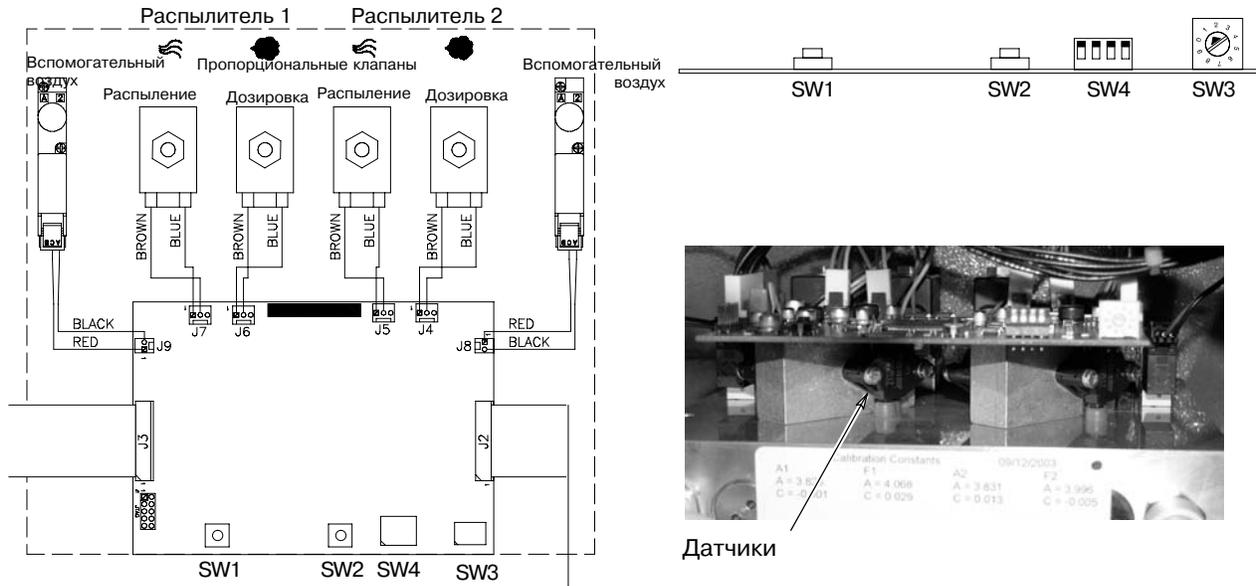 Распылитель 1
Распылитель 2
Вспомогательный воздух
Пропорциональные клапаны
Вспомогательный воздух
Распыление
Дозировка
Распыление
Дозировка
A 2
A 2
BROWN
BLUE
BROWN
BLUE
BROWN
BLUE
BROWN
BLUE
J7
J6
J5
J4
BLACK
RED
J9
J8
RED
BLACK
J3
J2
SW1
SW2
SW4
SW3
SW1
SW2
SW4
SW3
Calibration Constants 09/12/2003
A1 F1 A2 F2
A = 4.068 A = 3.831 A = 3.996
C = 0.029 C = 0.013 C = -0.005
Датчики